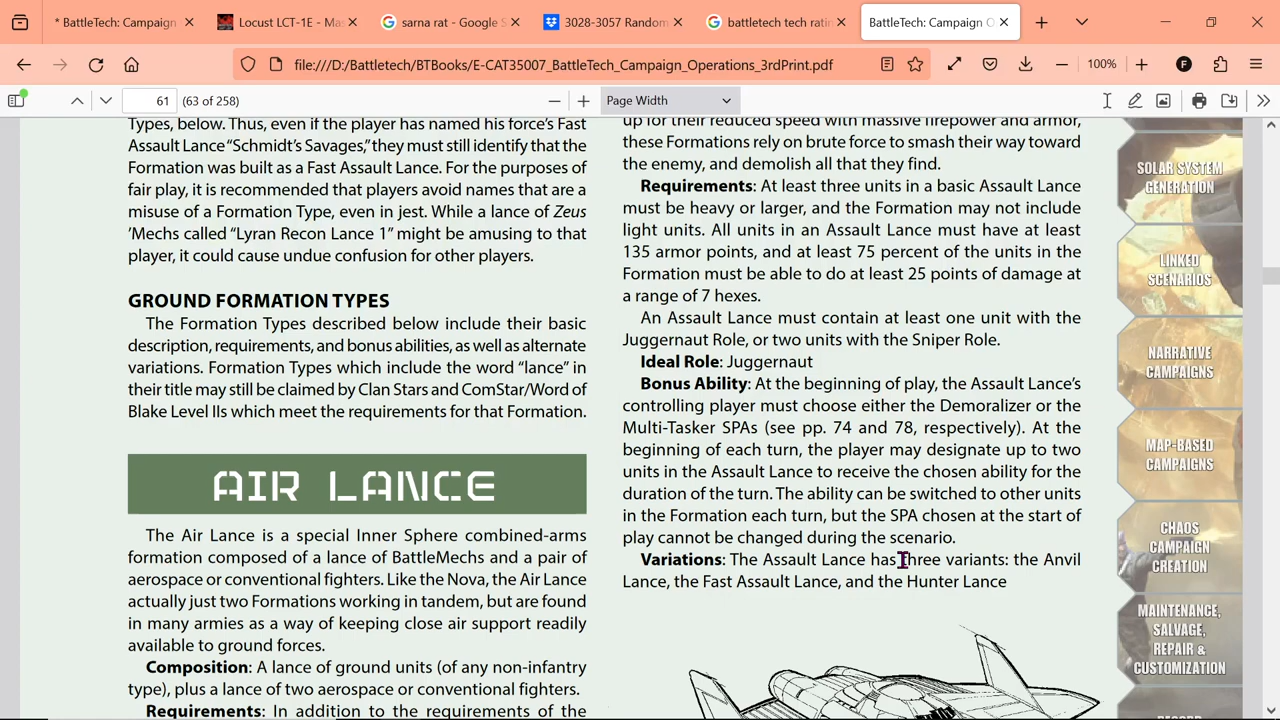 * BattleTech: Campaign
Locust LCT-1E - Mas
sarna rat - Google S
3028-3057 Random
battletech tech ratin
BattleTech: Campaign O
file:///D:/Battletech/BTBooks/E-CAT35007_BattleTech_Campaign_Operations_3rdPrint.pdf
100%
F
61 (63 of 258)
Page Width
Types, below. Thus, even if the player has named his force’s Fast
Assault Lance “Schmidt’s Savages,” they must still identify that the
Formation was built as a Fast Assault Lance. For the purposes of
fair play, it is recommended that players avoid names that are a
misuse of a Formation Type, even in jest. While a lance of Zeus
’Mechs called “Lyran Recon Lance 1” might be amusing to that
player, it could cause undue confusion for other players.
GROUND FORMATION TYPES
The Formation Types described below include their basic
description, requirements, and bonus abilities, as well as alternate
variations. Formation Types which include the word “lance” in
their title may still be claimed by Clan Stars and ComStar/Word of
Blake Level IIs which meet the requirements for that Formation.
AIR LANCE
The Air Lance is a special Inner Sphere combined-arms
formation composed of a lance of BattleMechs and a pair of
aerospace or conventional fighters. Like the Nova, the Air Lance
actually just two Formations working in tandem, but are found
in many armies as a way of keeping close air support readily
available to ground forces.
Composition: A lance of ground units (of any non-infantry
type), plus a lance of two aerospace or conventional fighters.
Requirements: In addition to the requirements of the
up for their reduced speed with massive firepower and armor,
these Formations rely on brute force to smash their way toward
the enemy, and demolish all that they find.
Requirements: At least three units in a basic Assault Lance
must be heavy or larger, and the Formation may not include
light units. All units in an Assault Lance must have at least
135 armor points, and at least 75 percent of the units in the
Formation must be able to do at least 25 points of damage at
a range of 7 hexes.
An Assault Lance must contain at least one unit with the
Juggernaut Role, or two units with the Sniper Role.
Ideal Role: Juggernaut
Bonus Ability: At the beginning of play, the Assault Lance’s
controlling player must choose either the Demoralizer or the
Multi-Tasker SPAs (see pp. 74 and 78, respectively). At the
beginning of each turn, the player may designate up to two
units in the Assault Lance to receive the chosen ability for the
duration of the turn. The ability can be switched to other units
in the Formation each turn, but the SPA chosen at the start of
play cannot be changed during the scenario.
Variations: The Assault Lance has three variants: the Anvil
Lance, the Fast Assault Lance, and the Hunter Lance
SOLAR SYSTEM
GENERATION
LINKED
SCENARIOS
NARRATIVE
CAMPAIGNS
MAP-BASED
CAMPAIGNS
CHAOS
CAMPAIGN
CREATION
MAINTENANCE,
SALVAGE,
REPAIR &
CUSTOMIZATION
RECORD